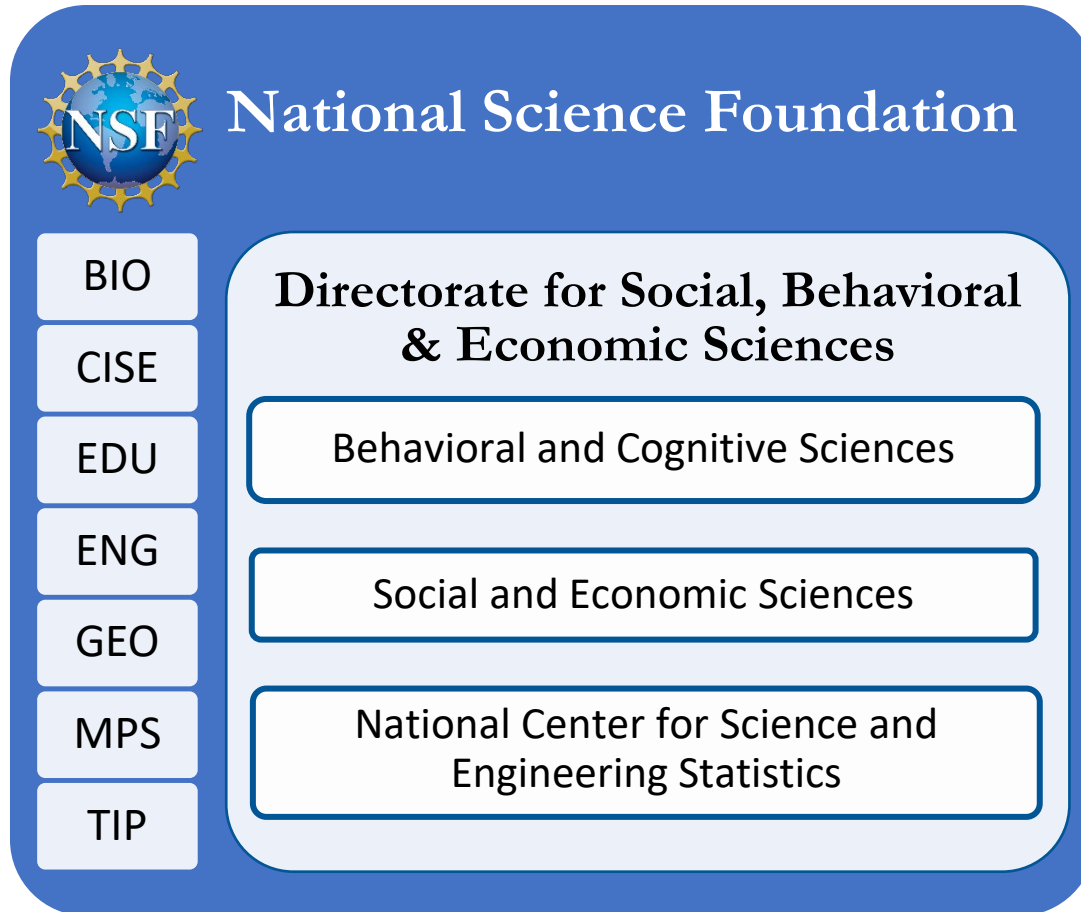 NSF
National Science Foundation
BIO
CISE
EDU
ENG
GEO
MPS
TIP
Directorate for Social, Behavioral
& Economic Sciences
Behavioral and Cognitive Sciences
Social and Economic Sciences
National Center for Science and
Engineering Statistics